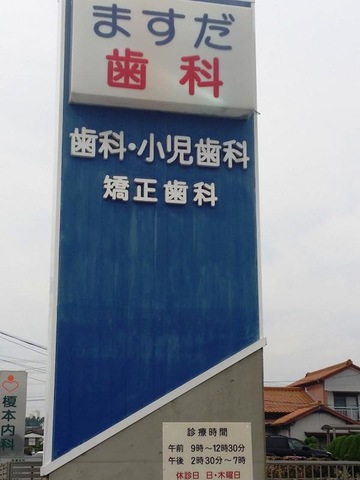 ますだ
歯科
歯科・小児歯科
矯正歯科
診療時間
午前 9時〜12時30分
午後 2時30分〜7時
休診日 日・木曜日
榎本内科